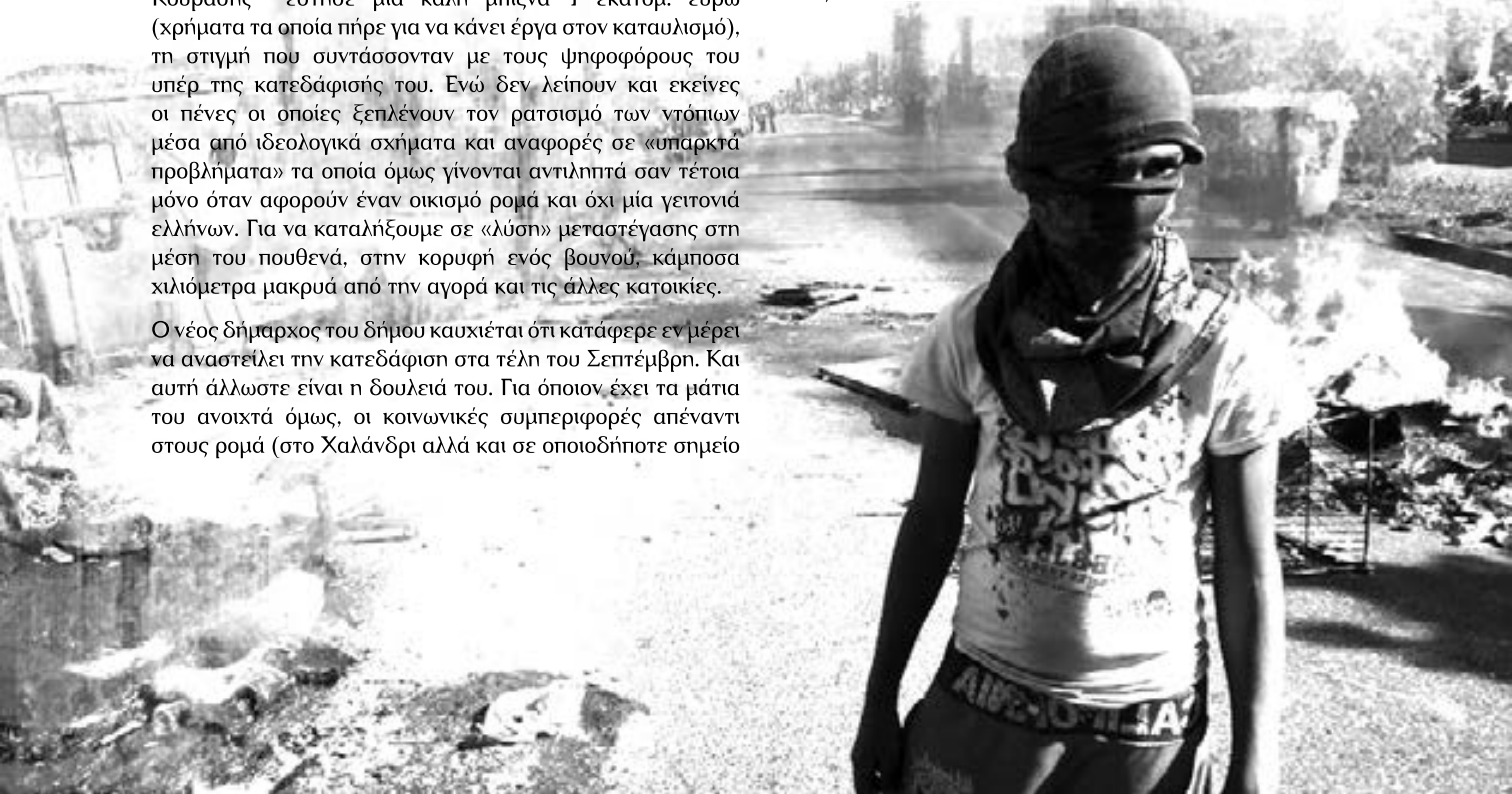 (χρήματα τα οποία πήρε για να κάνει έργα στον καταυλισμό),
τη στιγμή που συντάσσονταν με τους ψηφοφόρους του
υπέρ της κατεδάφισής του. Ενώ δεν λείπουν και εκείνες
οι πένες οι οποίες ξεπλένουν τον ρατσισμό των ντόπιων
μέσα από ιδεολογικά σχήματα και αναφορές σε «υπαρκτά
προβλήματα» τα οποία όμως γίνονται αντιληπτά σαν τέτοια
μόνο όταν αφορούν έναν οικισμό ρομά και όχι μία γειτονιά
ελλήνων. Για να καταλήξουμε σε «λύση» μεταστέγασης στη
μέση του πουθενά, στην κορυφή ενός βουνού, κάμποσα
χιλιόμετρα μακρυά από την αγορά και τις άλλες κατοικίες.
Ο νέος δήμαρχος του δήμου καυχιέται ότι κατάφερε εν μέρει
να αναστείλει την κατεδάφιση στα τέλη του Σεπτέμβρη. Και
αυτή άλλωστε είναι η δουλειά του. Για όποιον έχει τα μάτια
του ανοιχτά όμως, οι κοινωνικές συμπεριφορές απέναντι
στους ρομά (στο Χαλάνδρι αλλά και σε οποιοδήποτε σημείο